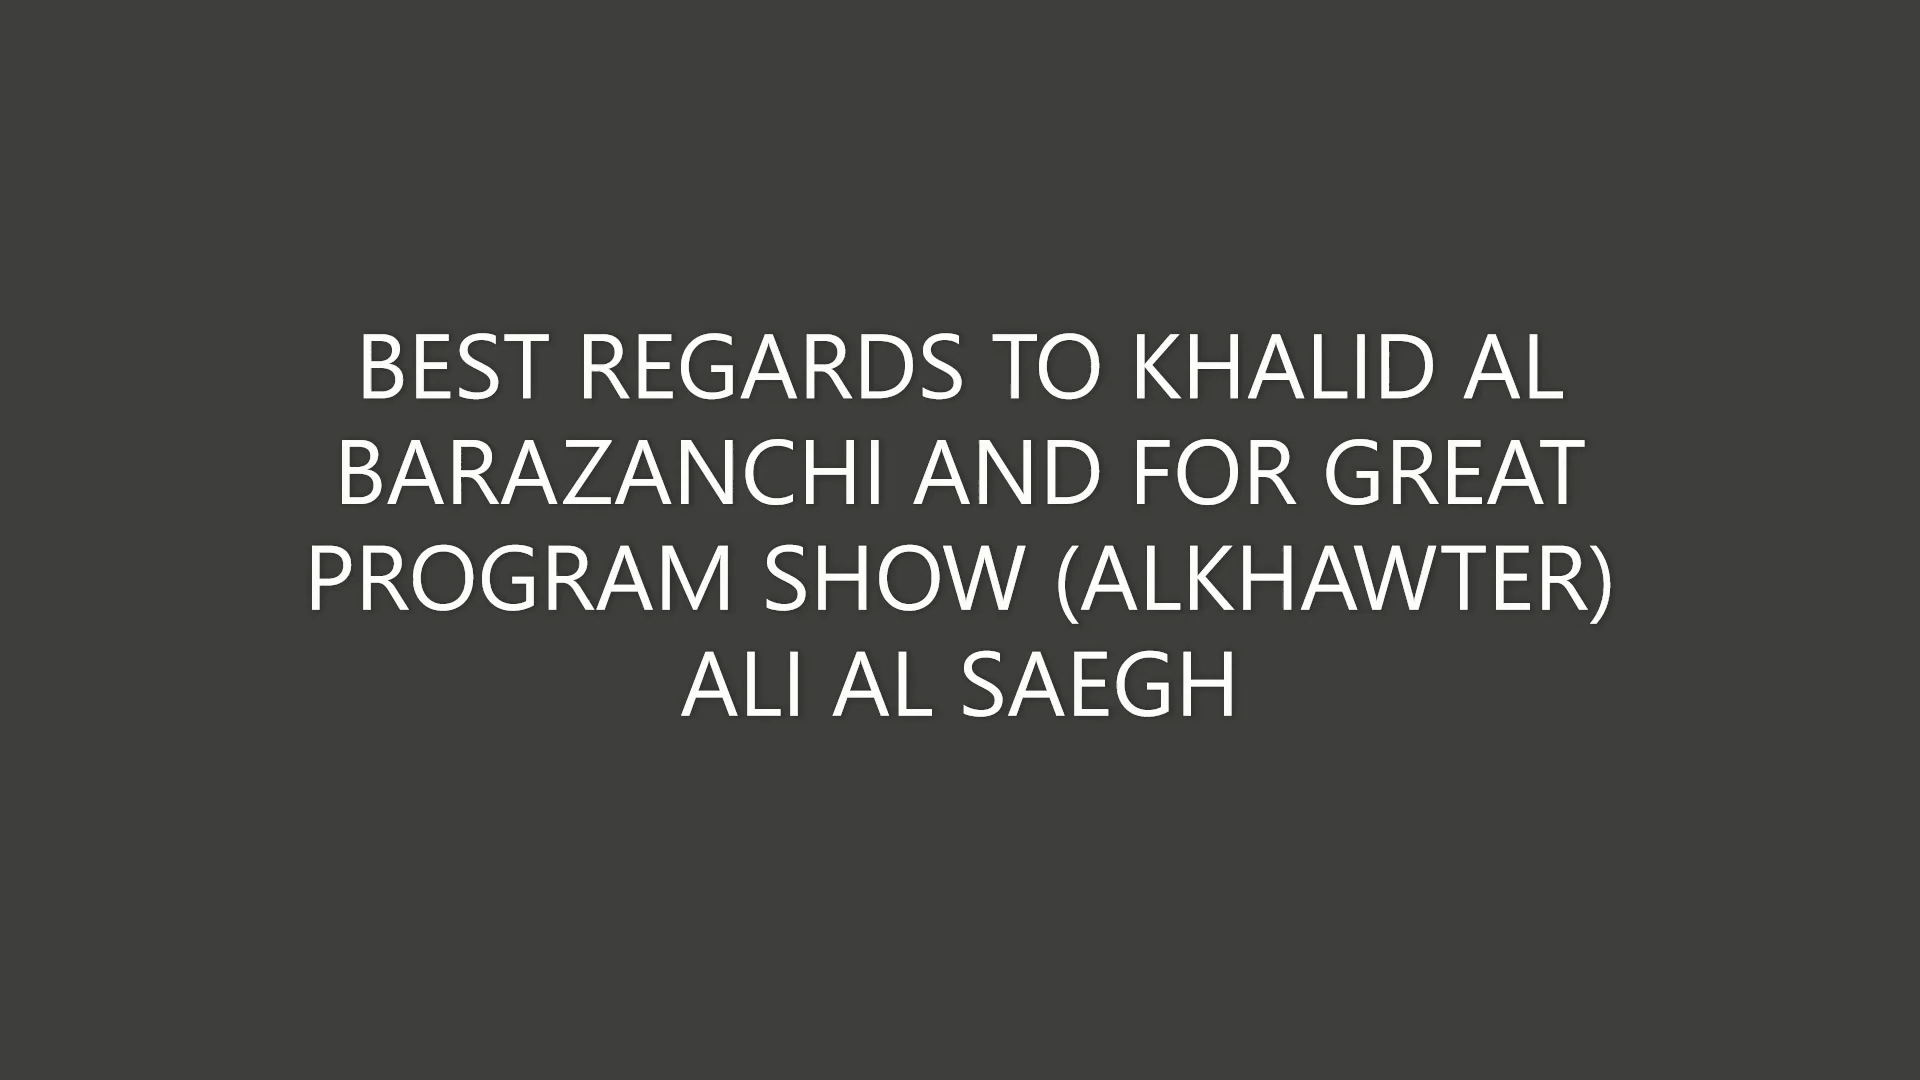 BEST REGARDS TO KHALID AL
BARAZANCHI AND FOR GREAT
PROGRAM SHOW (ALKHAWTER)
ALI AL SAEGH